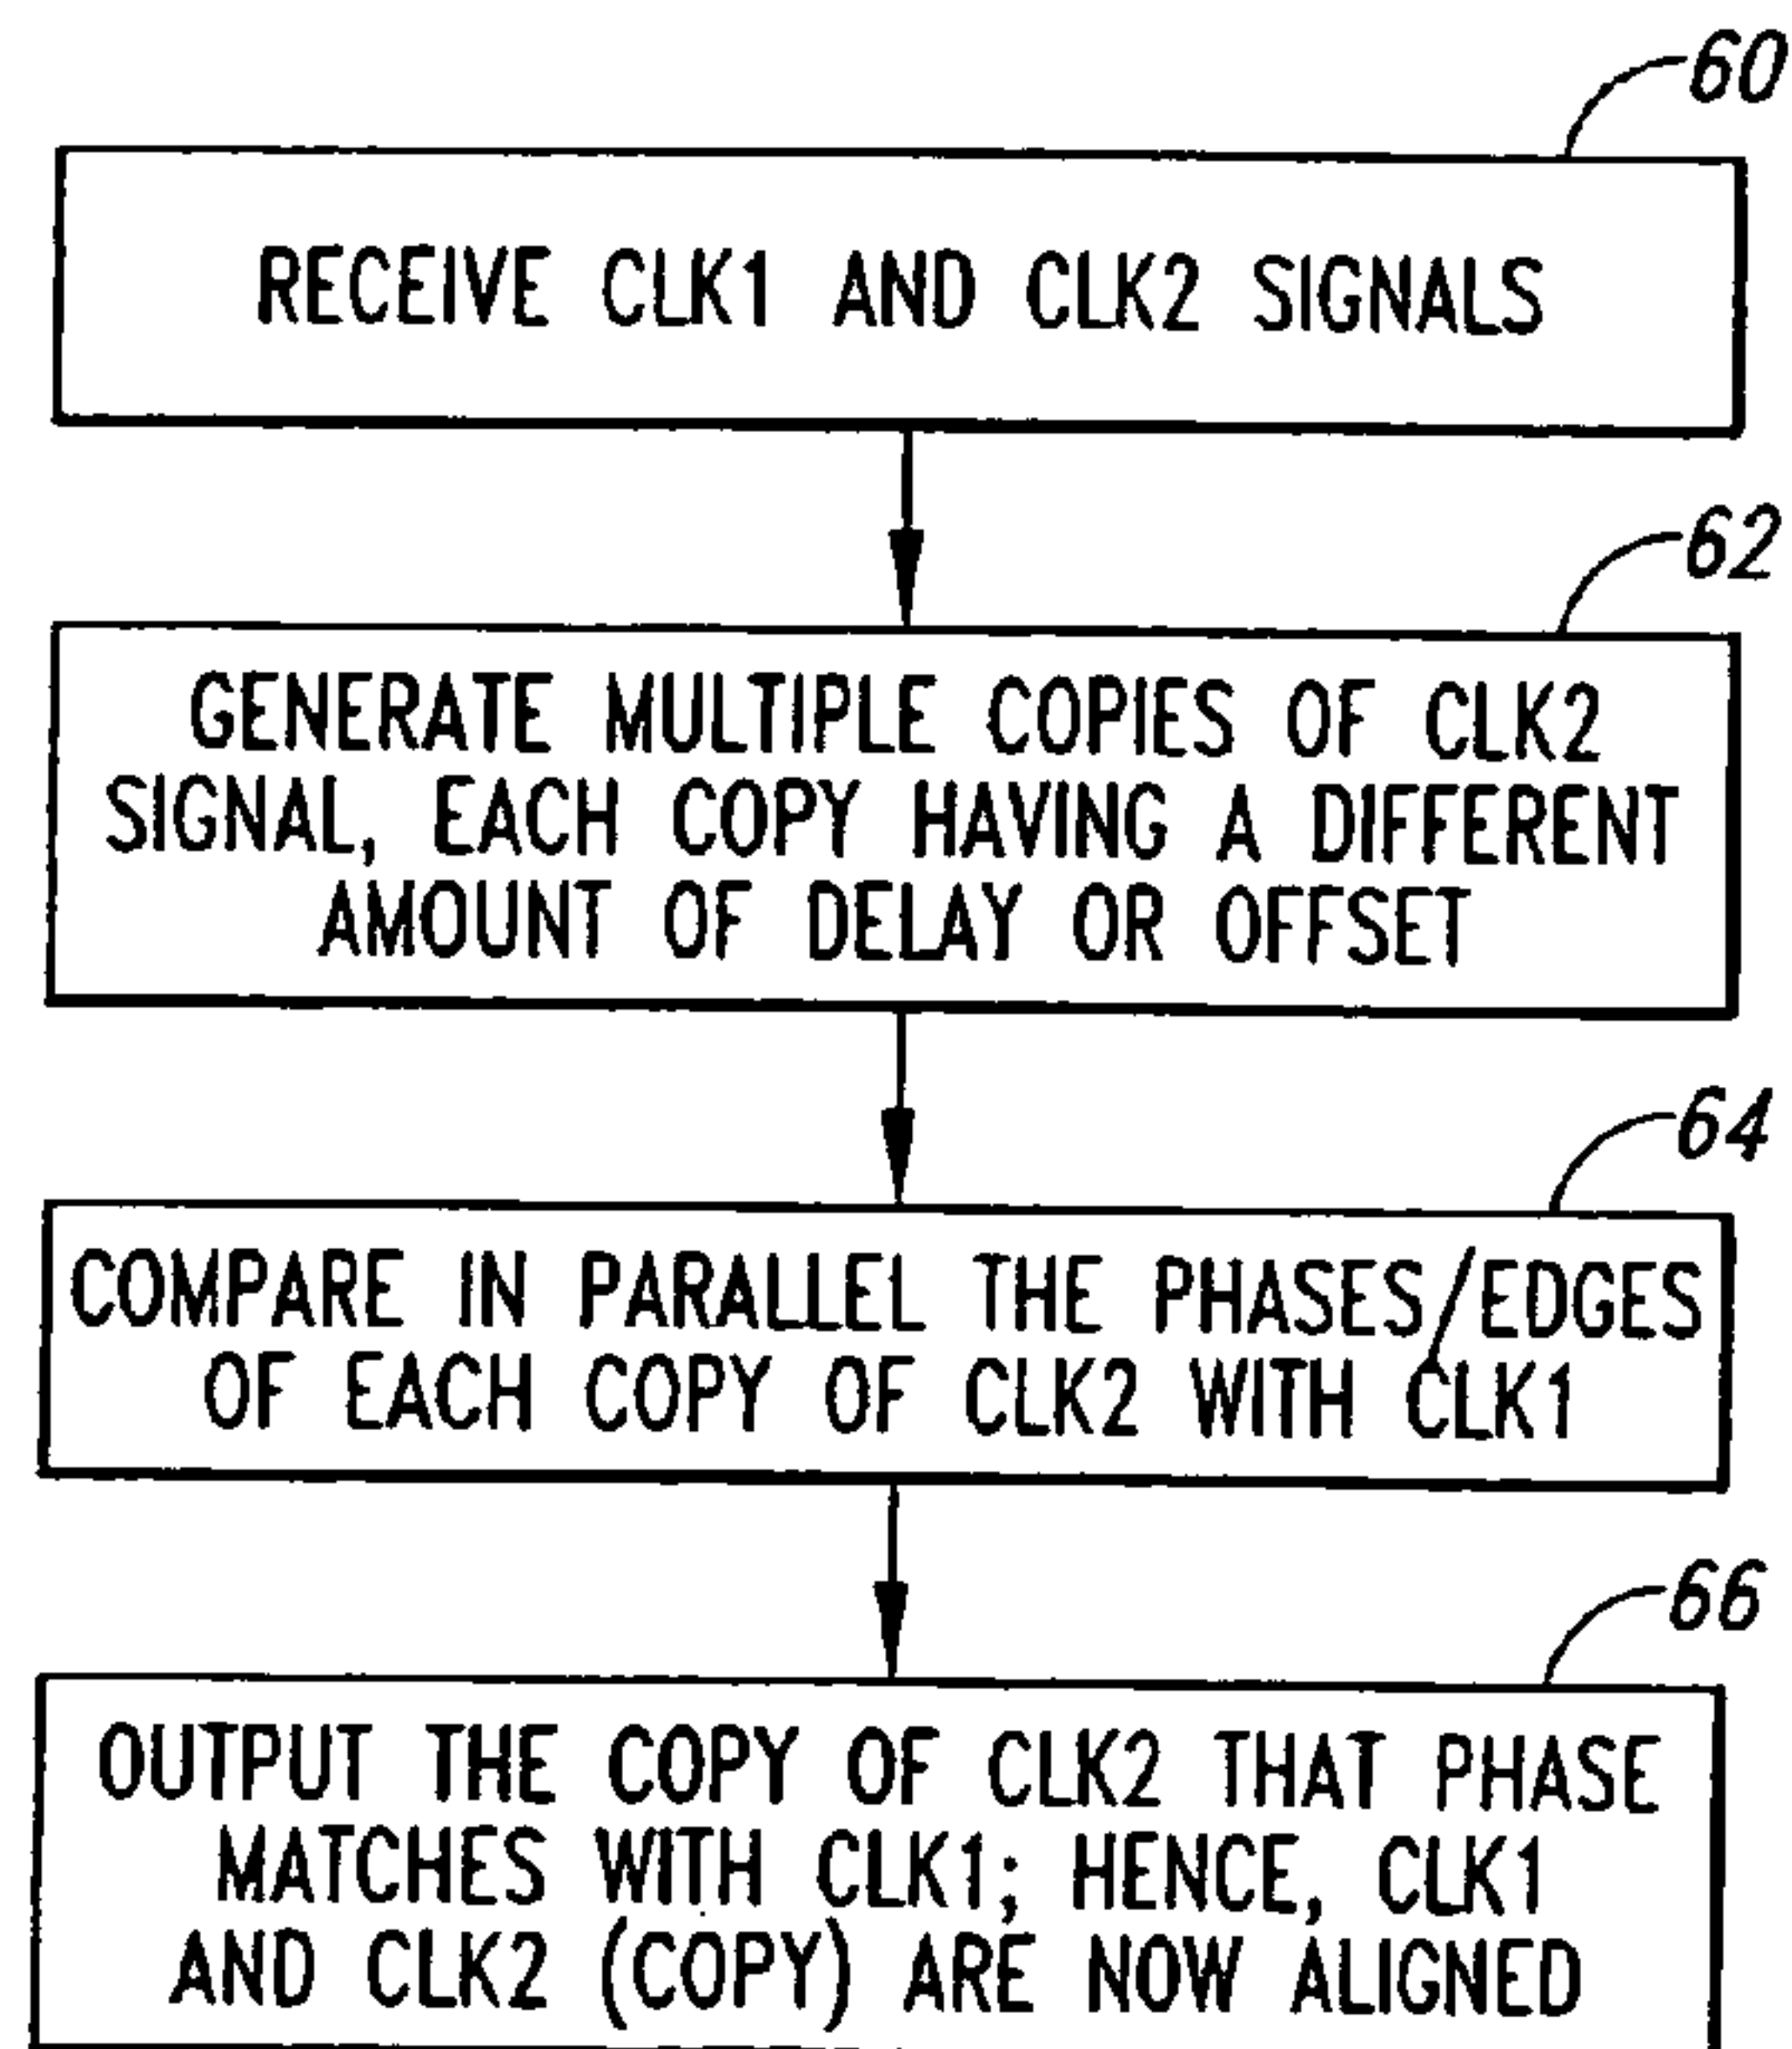 60
RECEIVE CLK1 AND CLK2 SIGNALS
62
GENERATE MULTIPLE COPIES OF CLK2
SIGNAL, EACH COPY HAVING A DIFFERENT
AMOUNT OF DELAY OR OFFSET
64
COMPARE IN PARALLEL THE PHASES/EDGES
OF EACH COPY OF CLK2 WITH CLK1
66
OUTPUT THE COPY OF CLK2 THAT PHASE
MATCHES WITH CLK1; HENCE, CLK1
AND CLK2 (COPY) ARE NOW ALIGNED